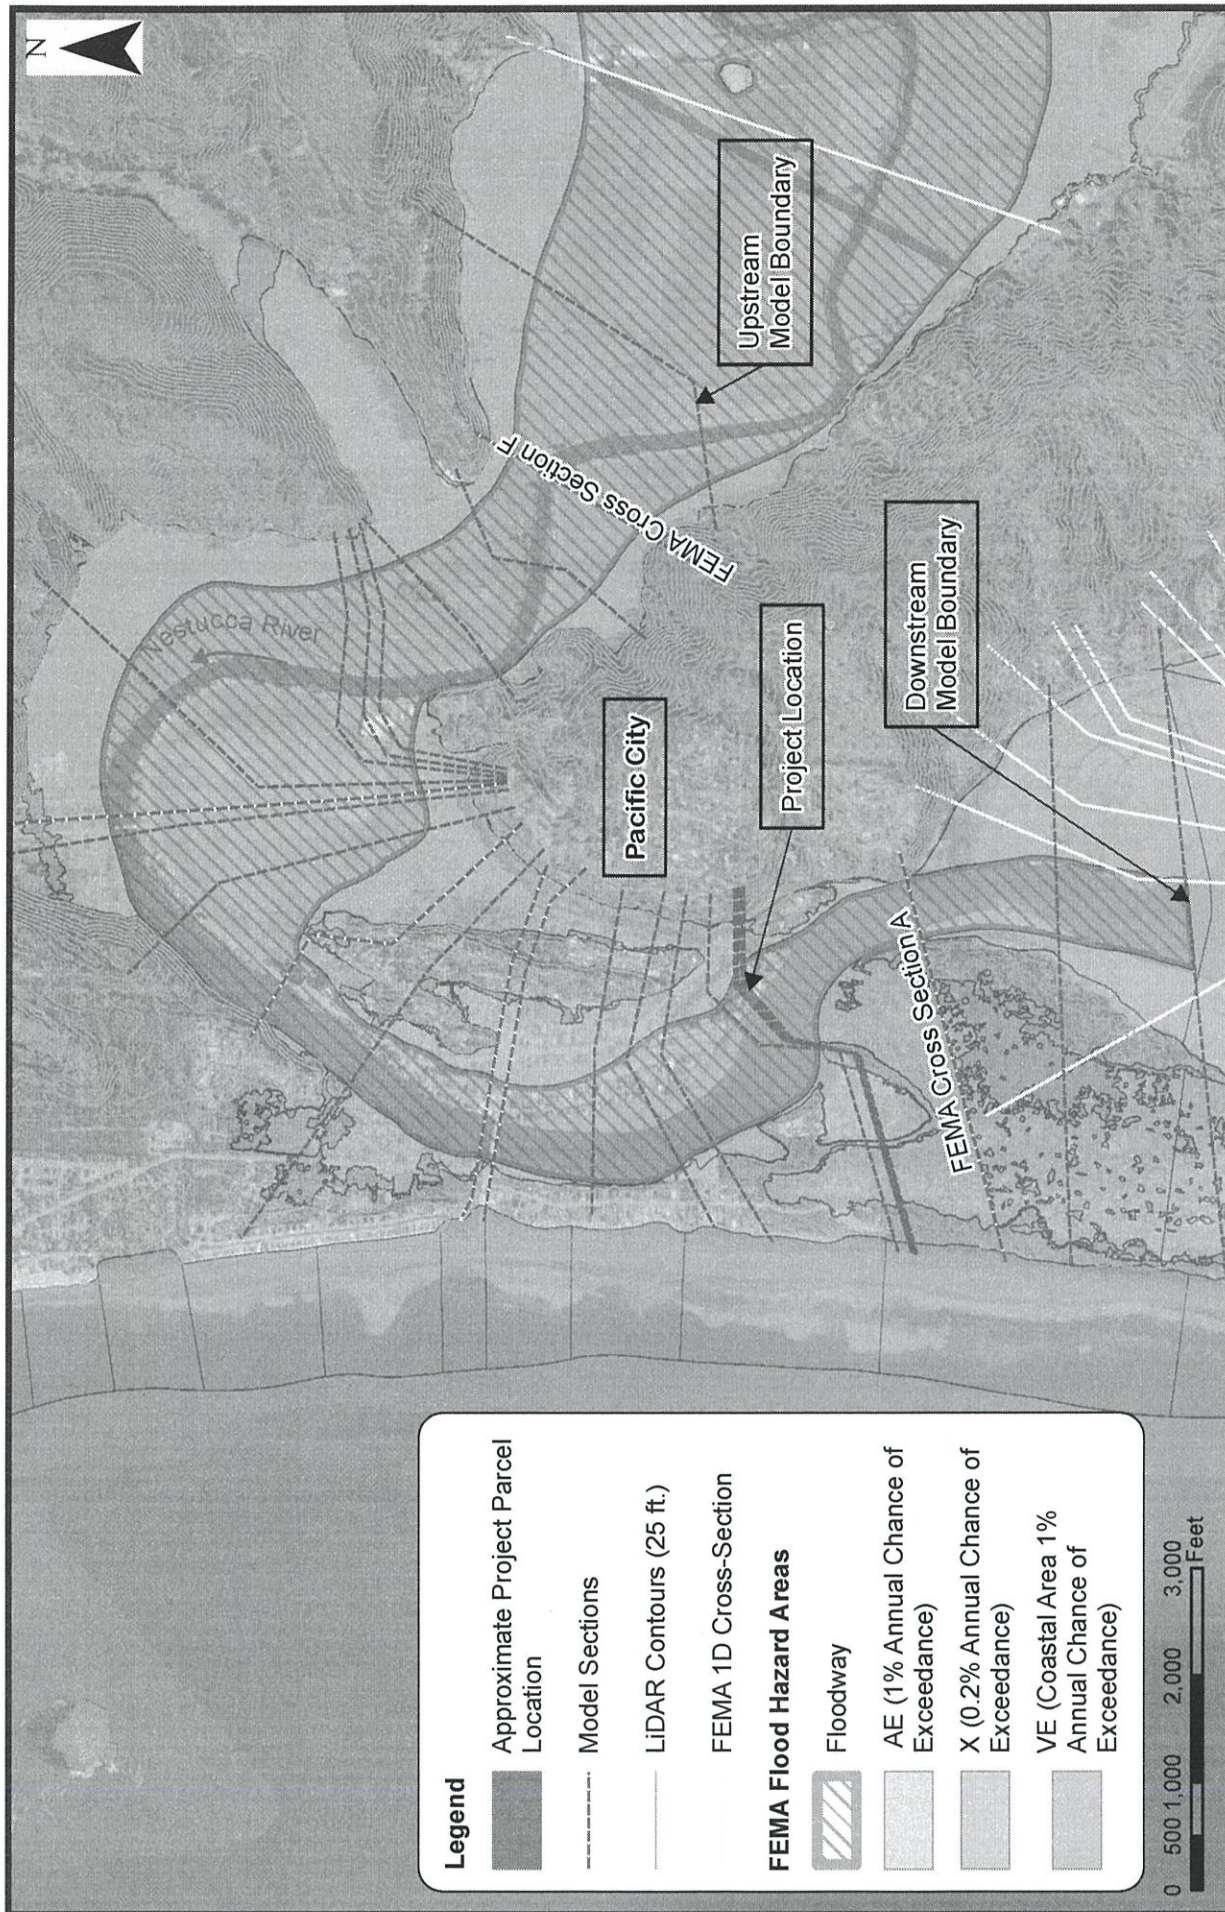 N
Nestucca River
Upstream
Model Boundary
FEMA Cross Section F
Pacific City
Project Location
Downstream
Model Boundary
FEMA Cross Section A
Legend
Approximate Project Parcel
Location
Model Sections
LiDAR Contours (25 ft.)
FEMA 1D Cross-Section
FEMA Flood Hazard Areas
Floodway
AE (1% Annual Chance of
Exceedance)
X (0.2% Annual Chance of
Exceedance)
VE (Coastal Area 1%
Annual Chance of
Exceedance)
0 500 1,000 2,000 3,000
Feet